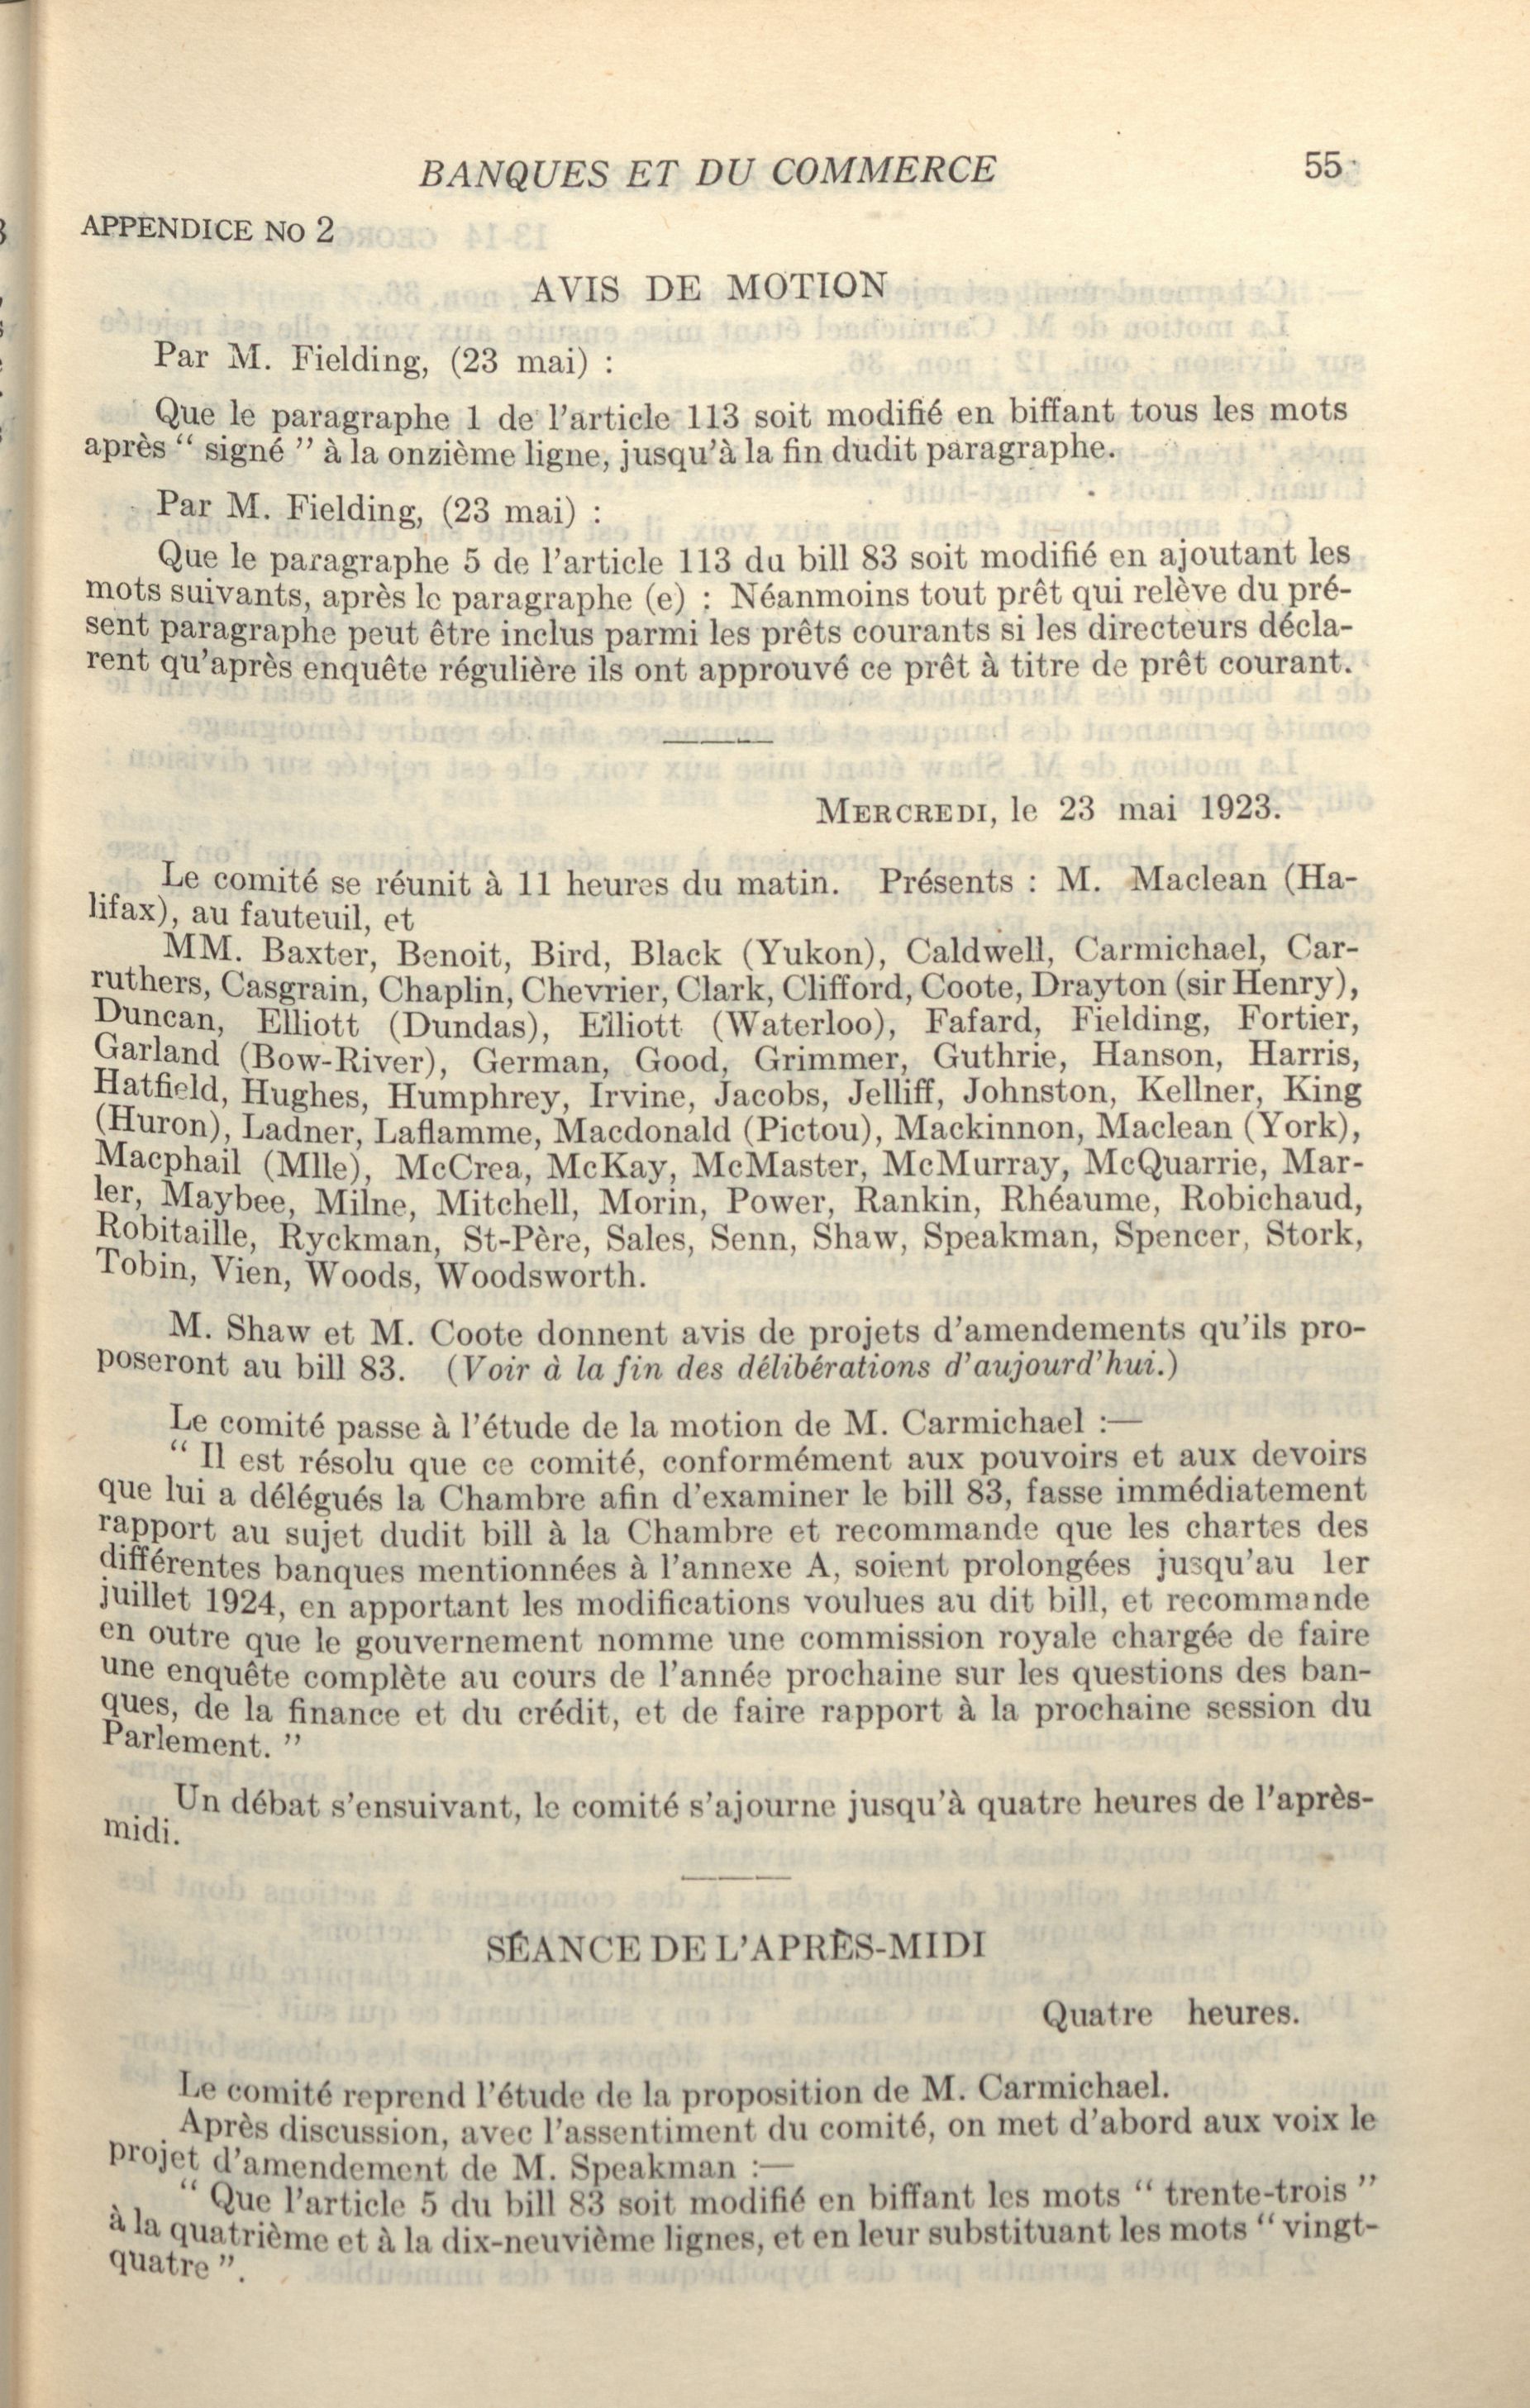 BANQUES ET DU COMMERCE 55
APPENDICE No 2
AVIS DE MOTION
Par M. Fielding, (23 mai) :
Que le paragraphe 1 de l'article 113 soit modifié en biffant tous les mots
après “ signé ” à la onzième ligne, jusqu'à la fin dudit paragraphe.
Par M. Fielding, (23 mai) :
Que le paragraphe 5 de l'article 113 du bill 83 soit modifié en ajoutant les
mots suivants, après le paragraphe (e) : Néanmoins tout prêt qui relève du pré-
sent paragraphe peut être inclus parmi les prêts courants si les directeurs décla-
rent qu'après enquête régulière ils ont approuvé ce prêt à titre de prêt courant.
MERCREDI, le 23 mai 1923.
Le comité se réunit à 11 heures du matin. Présents : M. Maclean (Ha-
lifax), au fauteuil, et
MM. Baxter, Benoit, Bird, Black (Yukon), Caldwell, Carmichael, Car-
ruthers, Casgrain, Chaplin, Chevrier, Clark, Clifford, Coote, Drayton (sir Henry),
Duncan, Elliott (Dundas), Elliott (Waterloo), Fafard, Fielding, Fortier,
Garland (Bow-River), German, Good, Grimmer, Guthrie, Hanson, Harris,
Hatfield, Hughes, Humphrey, Irvine, Jacobs, Jelliff, Johnston, Kellner, King
(Huron), Ladner, Laflamme, Macdonald (Pictou), Mackinnon, Maclean (York),
Macphail (Mlle), McCrea, McKay, McMaster, McMurray, McQuarrie, Mar-
ler, Maybee, Milne, Mitchell, Morin, Power, Rankin, Rhéaume, Robichaud,
Robitaille, Ryckman, St-Père, Sales, Senn, Shaw, Speakman, Spencer, Stork,
Tobin, Vien, Woods, Woodsworth.
M. Shaw et M. Coote donnent avis de projets d'amendements qu'ils pro-
poseront au bill 83. (Voir à la fin des délibérations d'aujourd'hui.)
Le comité passe à l'étude de la motion de M. Carmichael :—
“ Il est résolu que ce comité, conformément aux pouvoirs et aux devoirs
que lui a délégués la Chambre afin d'examiner le bill 83, fasse immédiatement
rapport au sujet dudit bill à la Chambre et recommande que les chartes des
différentes banques mentionnées à l'annexe A, soient prolongées jusqu'au 1er
juillet 1924, en apportant les modifications voulues au dit bill, et recommande
en outre que le gouvernement nomme une commission royale chargée de faire
une enquête complète au cours de l'année prochaine sur les questions des ban-
ques, de la finance et du crédit, et de faire rapport à la prochaine session du
Parlement. ”
Un débat s'ensuivant, le comité s'ajourne jusqu'à quatre heures de l'après-
midi.
SÉANCE DE L'APRÈS-MIDI
Quatre heures.
Le comité reprend l'étude de la proposition de M. Carmichael.
Après discussion, avec l'assentiment du comité, on met d'abord aux voix le
projet d'amendement de M. Speakman :—
“ Que l'article 5 du bill 83 soit modifié en biffant les mots “ trente-trois ”
à la quatrième et à la dix-neuvième lignes, et en leur substituant les mots “ vingt-
quatre ”.